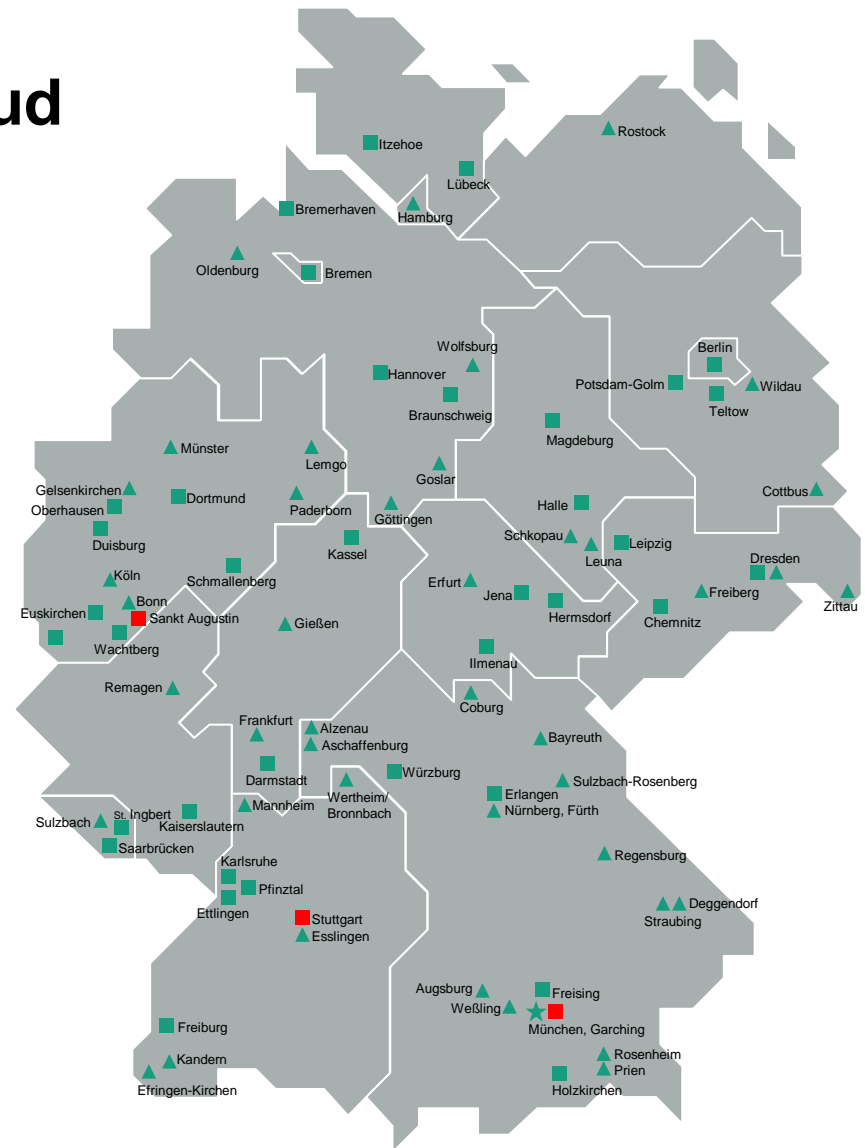 ud
Rostock
Itzehoe
Lübeck
Bremerhaven
Hamburg
Oldenburg
Bremen
Wolfsburg
Berlin
Hannover
Potsdam-Golm
Wildau
Braunschweig
Teltow
Magdeburg
Münster
Lemgo
Goslar
Gelsenkirchen
Cottbus
Oberhausen
Dortmund
Paderborn
Göttingen
Halle
Duisburg
Kassel
Schkopau
Leipzig
Leuna
Dresden
Köln
Schmallenberg
Erfurt
Jena
Freiberg
Zittau
Bonn
Euskirchen
Sankt Augustin
Hermsdorf
Chemnitz
Wachtberg
Gießen
Ilmenau
Remagen
Coburg
Frankfurt
Alzenau
Aschaffenburg
Bayreuth
Darmstadt
Würzburg
Sulzbach-Rosenberg
Wertheim/
Bronnbach
Erlangen
Nürnberg, Fürth
Mannheim
St. Ingbert
Sulzbach
Kaiserslautern
Saarbrücken
Regensburg
Karlsruhe
Pfinztal
Ettlingen
Deggendorf
Straubing
Stuttgart
Esslingen
Augsburg
Freising
Weßling
München, Garching
Freiburg
Rosenheim
Kandern
Prien
Efringen-Kirchen
Holzkirchen